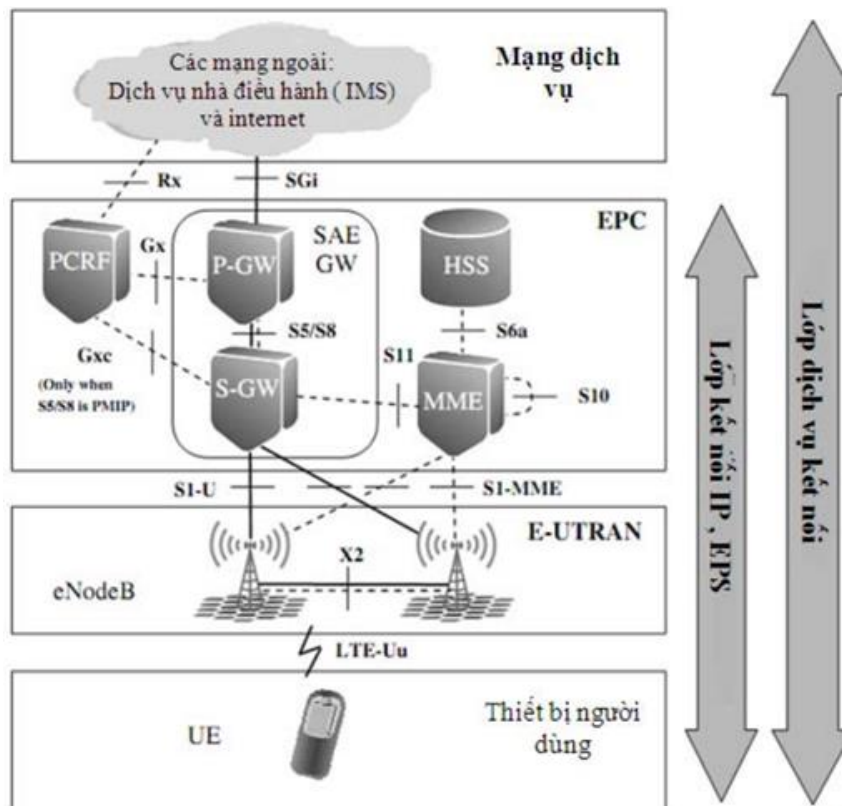 Các mạng ngoài:
Dịch vụ nhà điều hành ( IMS)
và internet
Mạng dịch
vụ
Rx
SGi
EPC
PCRF
Gx
P-GW
SAE
GW
HSS
S5/S8
S6a
Gxc
(Only when
S5/S8 is PMIP)
S-GW
S11
MME
S10
S1-U
S1-MME
E-UTRAN
X2
eNodeB
LTE-Uu
UE
Thiết bị người
dùng
Lớp kết nối IP , EPS
Lớp dịch vụ kết nối